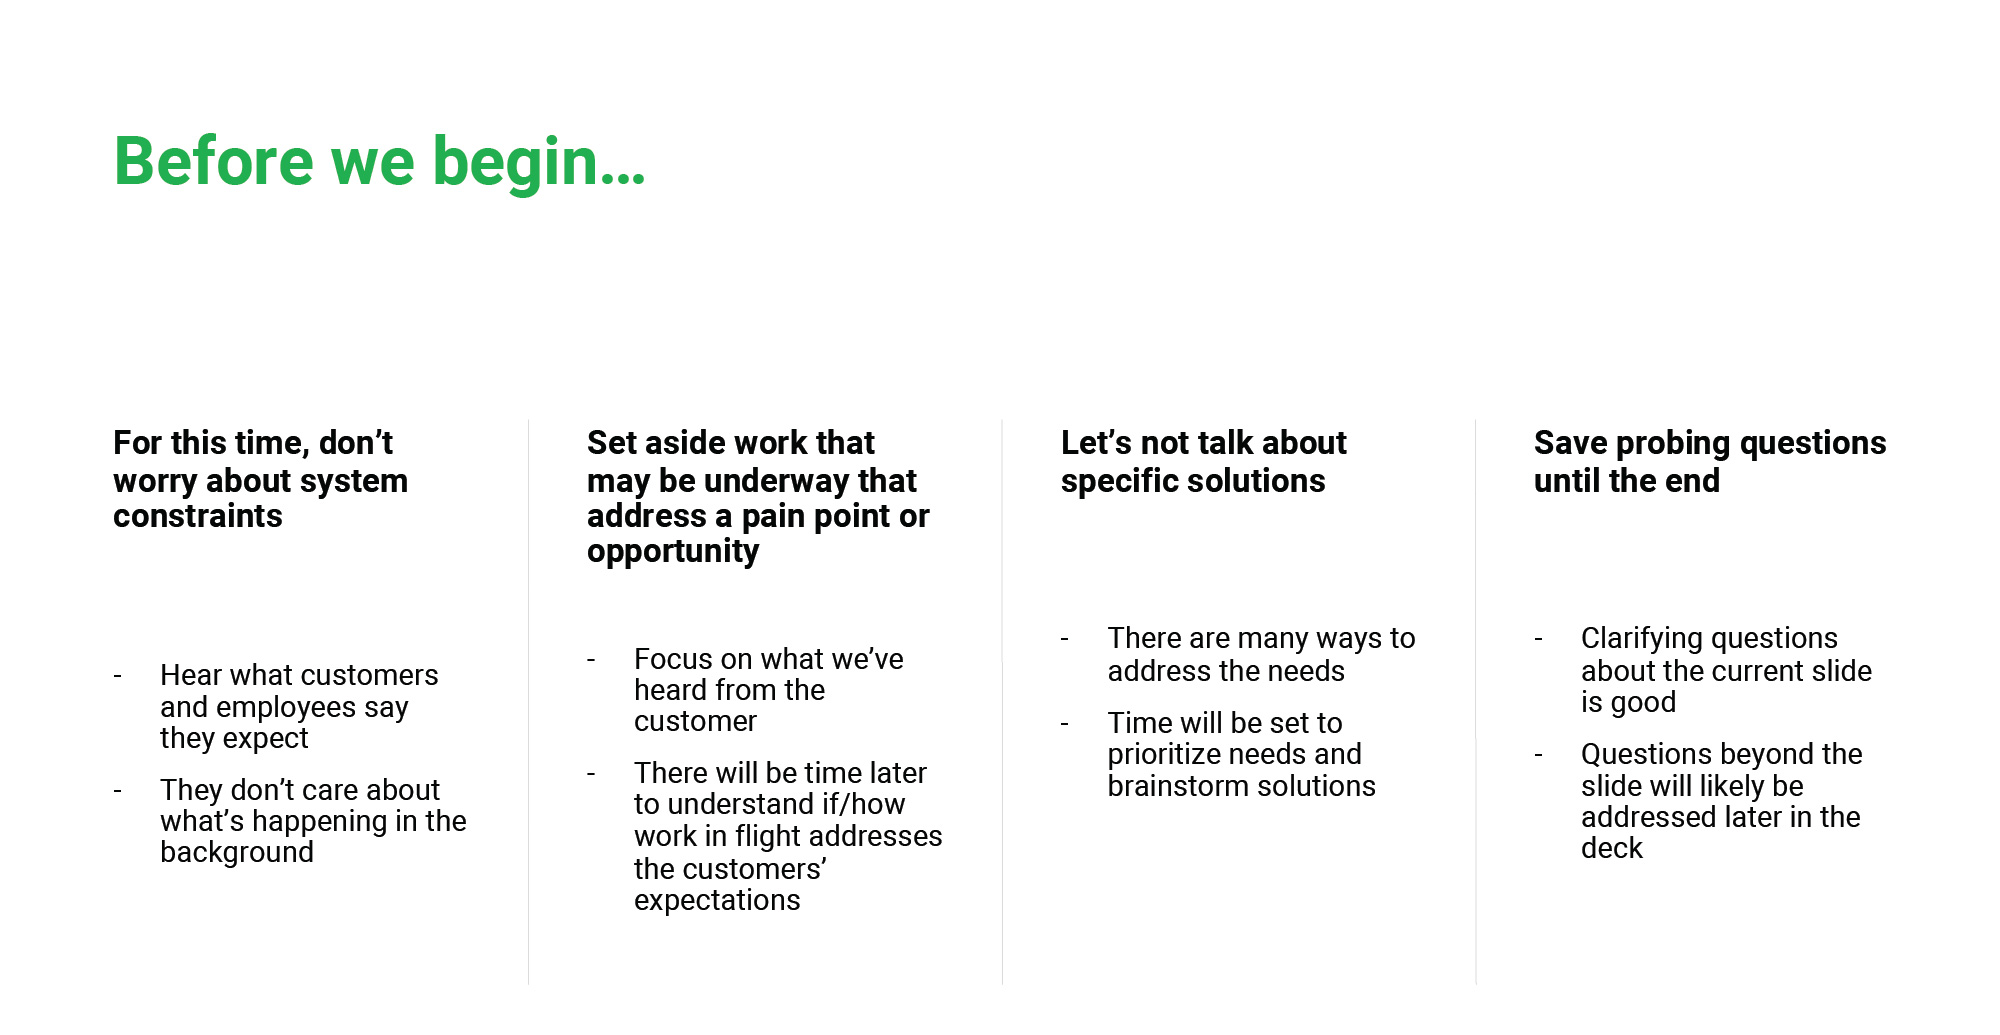 Before we begin…
For this time, don’t
worry about system
constraints
- Hear what customers
and employees say
they expect
- They don’t care about
what’s happening in the
background
Set aside work that
may be underway that
address a pain point or
opportunity
- Focus on what we’ve
heard from the
customer
- There will be time later
to understand if/how
work in flight addresses
the customers’
expectations
Let’s not talk about
specific solutions
- There are many ways to
address the needs
- Time will be set to
prioritize needs and
brainstorm solutions
Save probing questions
until the end
- Clarifying questions
about the current slide
is good
- Questions beyond the
slide will likely be
addressed later in the
deck